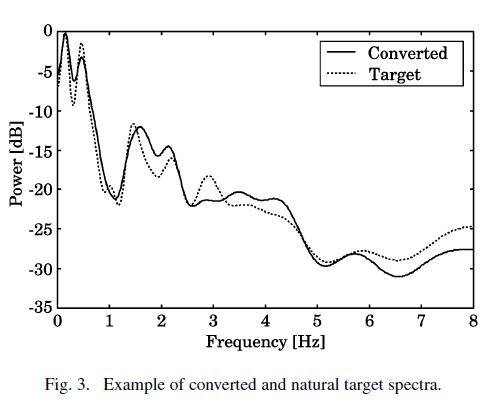 0
-5
-10
-15
-20
-25
-30
-35
Power [dB]
Converted
Target
0 1 2 3 4 5 6 7 8
Frequency [Hz]
Fig. 3. Example of converted and natural target spectra.